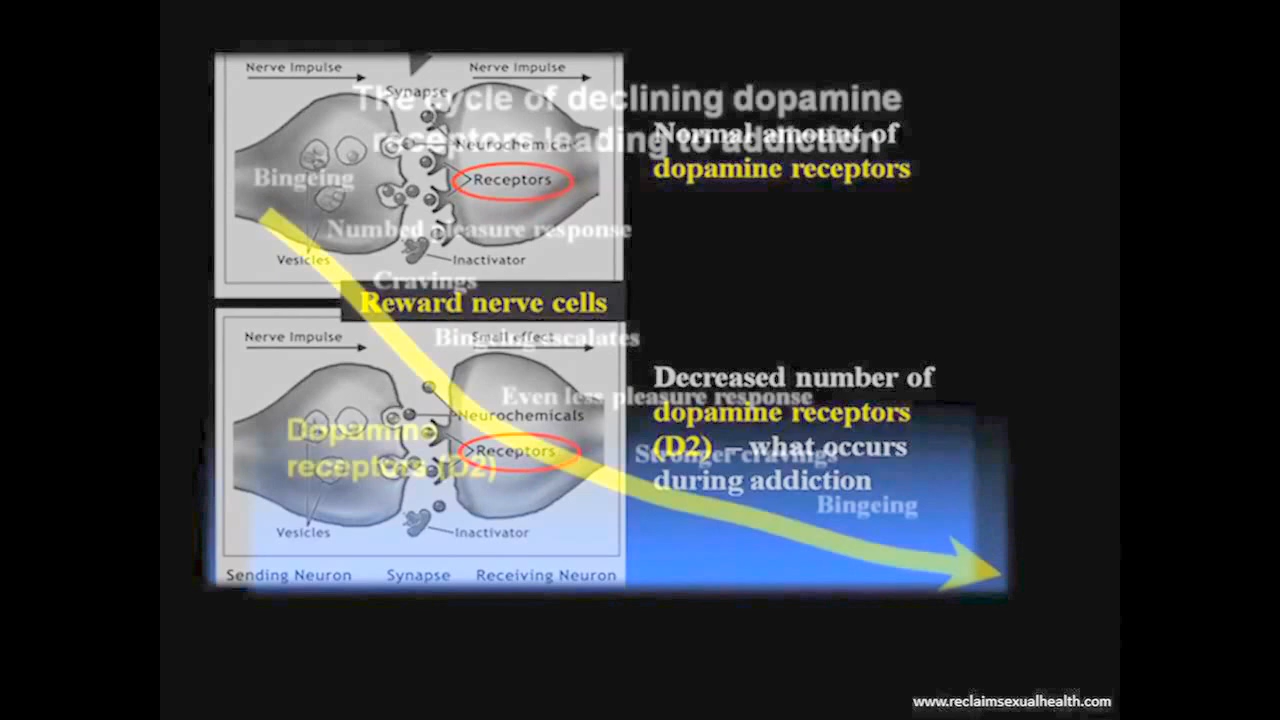 The cycle of declining dopamine
receptors leading to addiction
Nerve Impulse
Nerve Impulse
Synapse
Neurochemicals
Receptors
Vesicles
Inactivator
Normal amount of
dopamine receptors
Bingeing
Numbed pleasure response
Cravings
Reward nerve cells
Bingeing escalates
Even less pleasure response
Stronger cravings
Bingeing
Nerve Impulse
Small effect
Neurochemicals
Receptors
Vesicles
Inactivator
Sending Neuron
Synapse
Receiving Neuron
Dopamine
receptors (D2)
Decreased number of
dopamine receptors
(D2) – what occurs
during addiction
www.reclaimsexualhealth.com